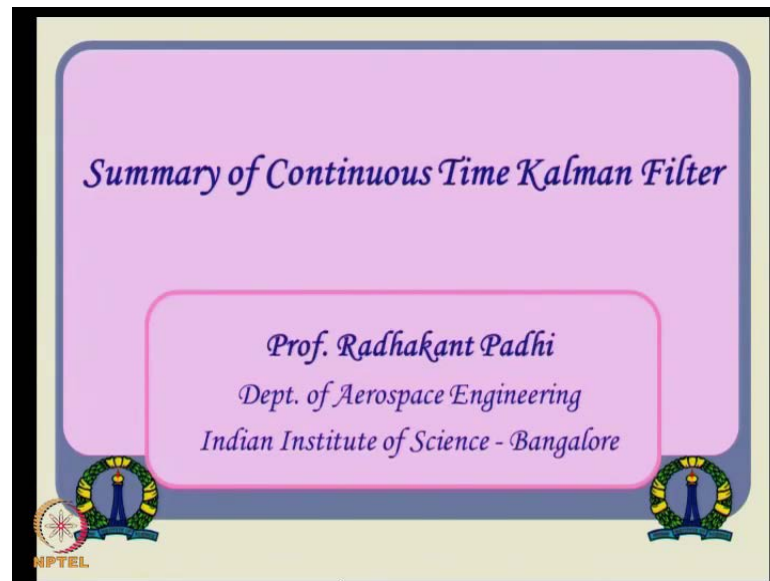 Summary of Continuous Time Kalman Filter
Prof. Radhakant Padhi
Dept. of Aerospace Engineering
Indian Institute of Science - Bangalore
NPTEL